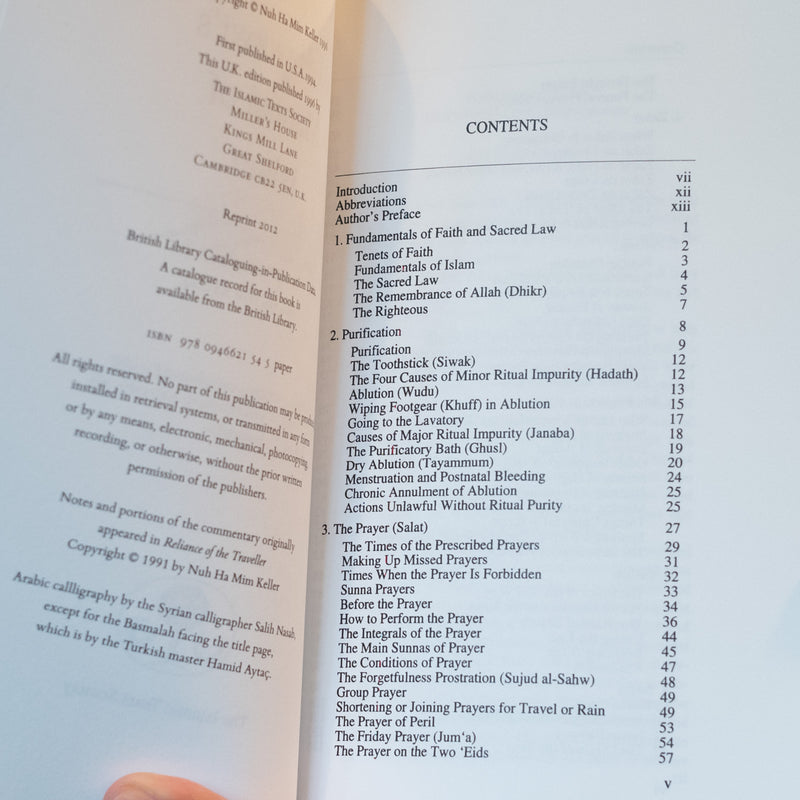 Copyright © Nuh Ha Mim Keller 1991
First published in U.S.A 1994.
This U.K. edition published 1996 by
THE ISLAMIC TEXTS SOCIETY
MILLER'S HOUSE
KINGS MILL LANE
GREAT SHELFORD
CAMBRIDGE CB22 5EN, U.K.
Reprint 2012
British Library Cataloguing-in-Publication Data
A catalogue record for this book is
available from the British Library.
ISBN 978 0946621 54 5 paper
All rights reserved. No part of this publication may be
installed in retrieval systems, or transmitted in any form
or by any means, electronic, mechanical, photocopying
recording, or otherwise, without the prior written
permission of the publishers.
Notes and portions of the commentary originally
appeared in Reliance of the Traveller
Copyright © 1991 by Nuh Ha Mim Keller
Arabic callligraphy by the Syrian calligrapher Salih Nasab,
except for the Basmalah facing the title page,
which is by the Turkish master Hamid Aytaç.
CONTENTS
Introduction vii
Abbreviations xii
Author's Preface xiii
1. Fundamentals of Faith and Sacred Law 1
Tenets of Faith 2
Fundamentals of Islam 3
The Sacred Law 4
The Remembrance of Allah (Dhikr) 5
The Righteous 7
2. Purification 8
Purification 9
The Toothstick (Siwak) 12
The Four Causes of Minor Ritual Impurity (Hadath) 12
Ablution (Wudu) 13
Wiping Footgear (Khuff) in Ablution 15
Going to the Lavatory 17
Causes of Major Ritual Impurity (Janaba) 18
The Purificatory Bath (Ghusl) 19
Dry Ablution (Tayammum) 20
Menstruation and Postnatal Bleeding 24
Chronic Annulment of Ablution 25
Actions Unlawful Without Ritual Purity 25
3. The Prayer (Salat) 27
The Times of the Prescribed Prayers 29
Making Up Missed Prayers 31
Times When the Prayer Is Forbidden 32
Sunna Prayers 33
Before the Prayer 34
How to Perform the Prayer 36
The Integrals of the Prayer 44
The Main Sunnas of Prayer 45
The Conditions of Prayer 47
The Forgetfulness Prostration (Sujud al-Sahw) 48
Group Prayer 49
Shortening or Joining Prayers for Travel or Rain 49
The Prayer of Peril 53
The Friday Prayer (Jum‘a) 54
The Prayer on the Two ‘Eids 57
v